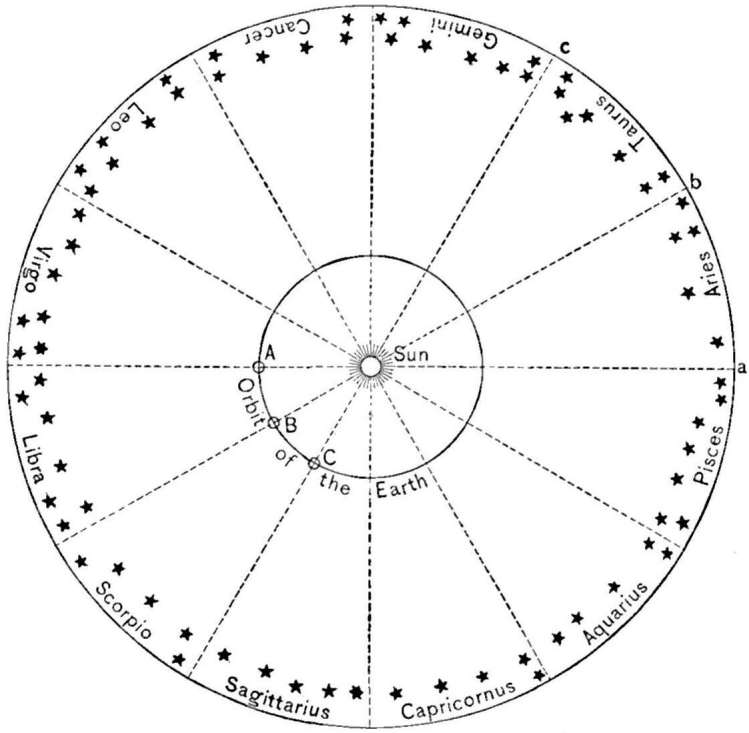 Cancer
Gemini
c
Taurus
b
Aries
a
Pisces
Aquarius
Capricornus
Sagittarius
Scorpio
Libra
Virgo
Leo
Sun
A
B
C
Orbit of the Earth